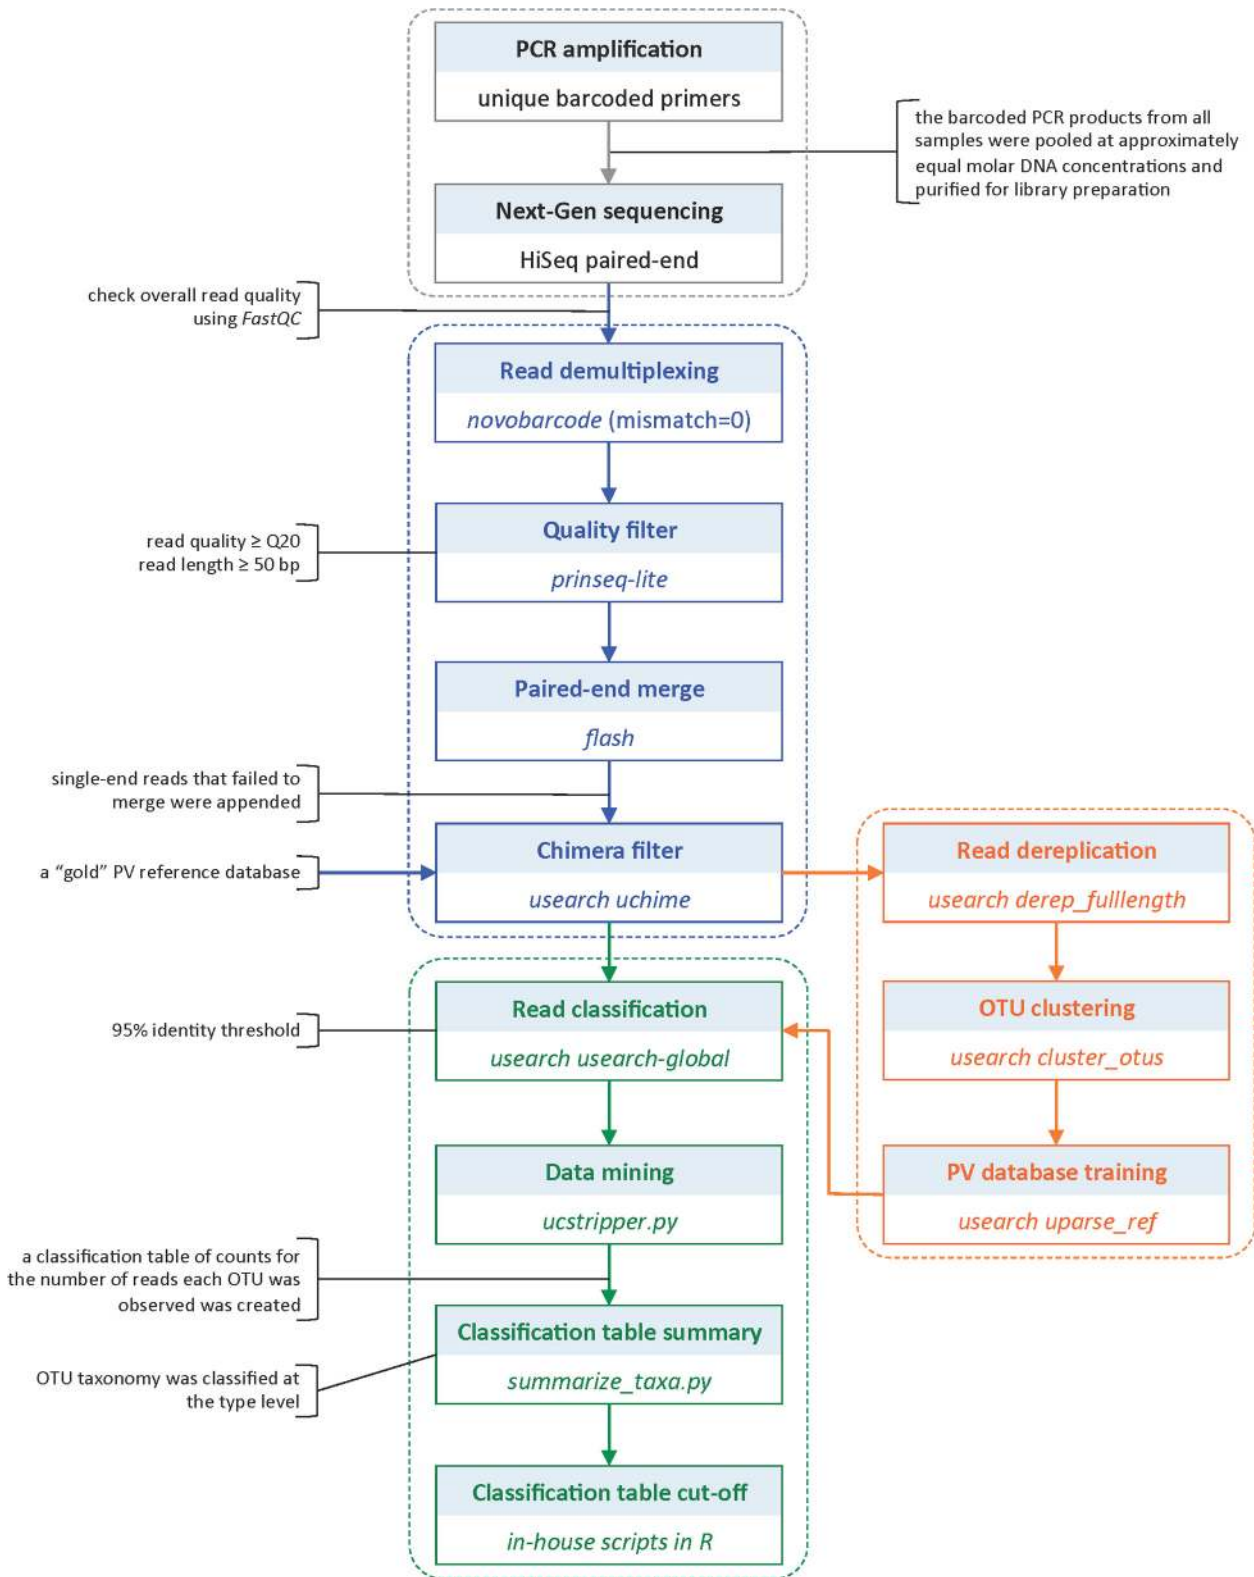 PCR amplification
unique barcoded primers
the barcoded PCR products from all
samples were pooled at approximately
equal molar DNA concentrations and
purified for library preparation
Next-Gen sequencing
HiSeq paired-end
check overall read quality
using FastQC
Read demultiplexing
novobarcode (mismatch=0)
Quality filter
prinseq-lite
read quality ≥ Q20
read length ≥ 50 bp
Paired-end merge
flash
single-end reads that failed to
merge were appended
Chimera filter
usearch uchime
a “gold” PV reference database
Read dereplication
usearch derep_fulllength
OTU clustering
usearch cluster_otus
PV database training
usearch uparse_ref
Read classification
usearch usearch-global
95% identity threshold
Data mining
ucstripper.py
a classification table of counts for
the number of reads each OTU was
observed was created
Classification table summary
summarize_taxa.py
OTU taxonomy was classified at
the type level
Classification table cut-off
in-house scripts in R